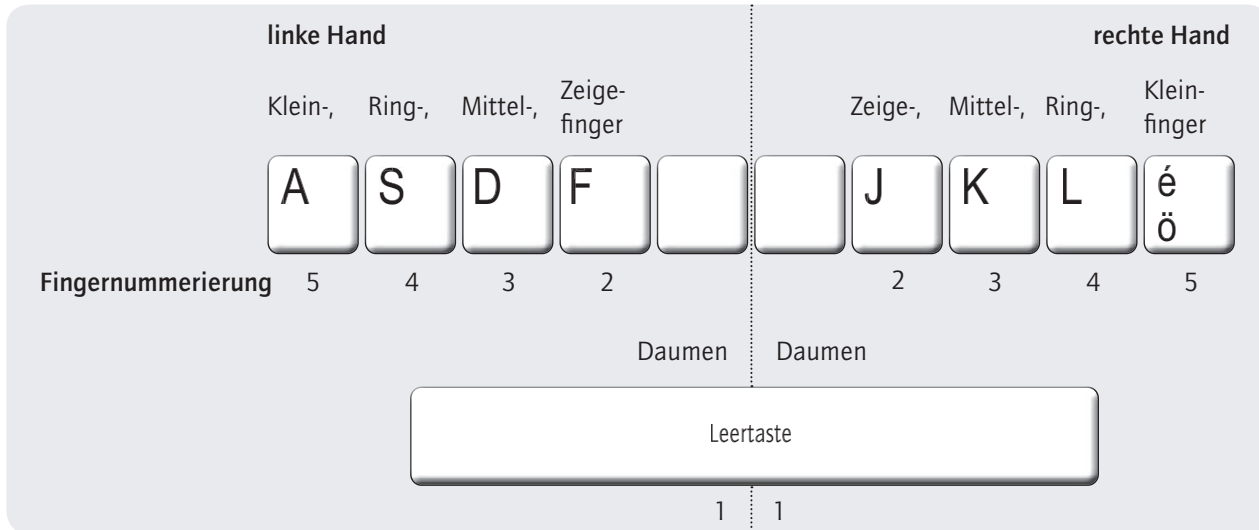 linke Hand rechte Hand
Klein-, Ring-, Mittel-, Zeige-
finger Zeige-, Mittel-, Ring-, Klein-
finger
A S D F J K L é
ö
Fingernummerierung 5 4 3 2 2 3 4 5
Daumen Daumen
Leertaste
1 1